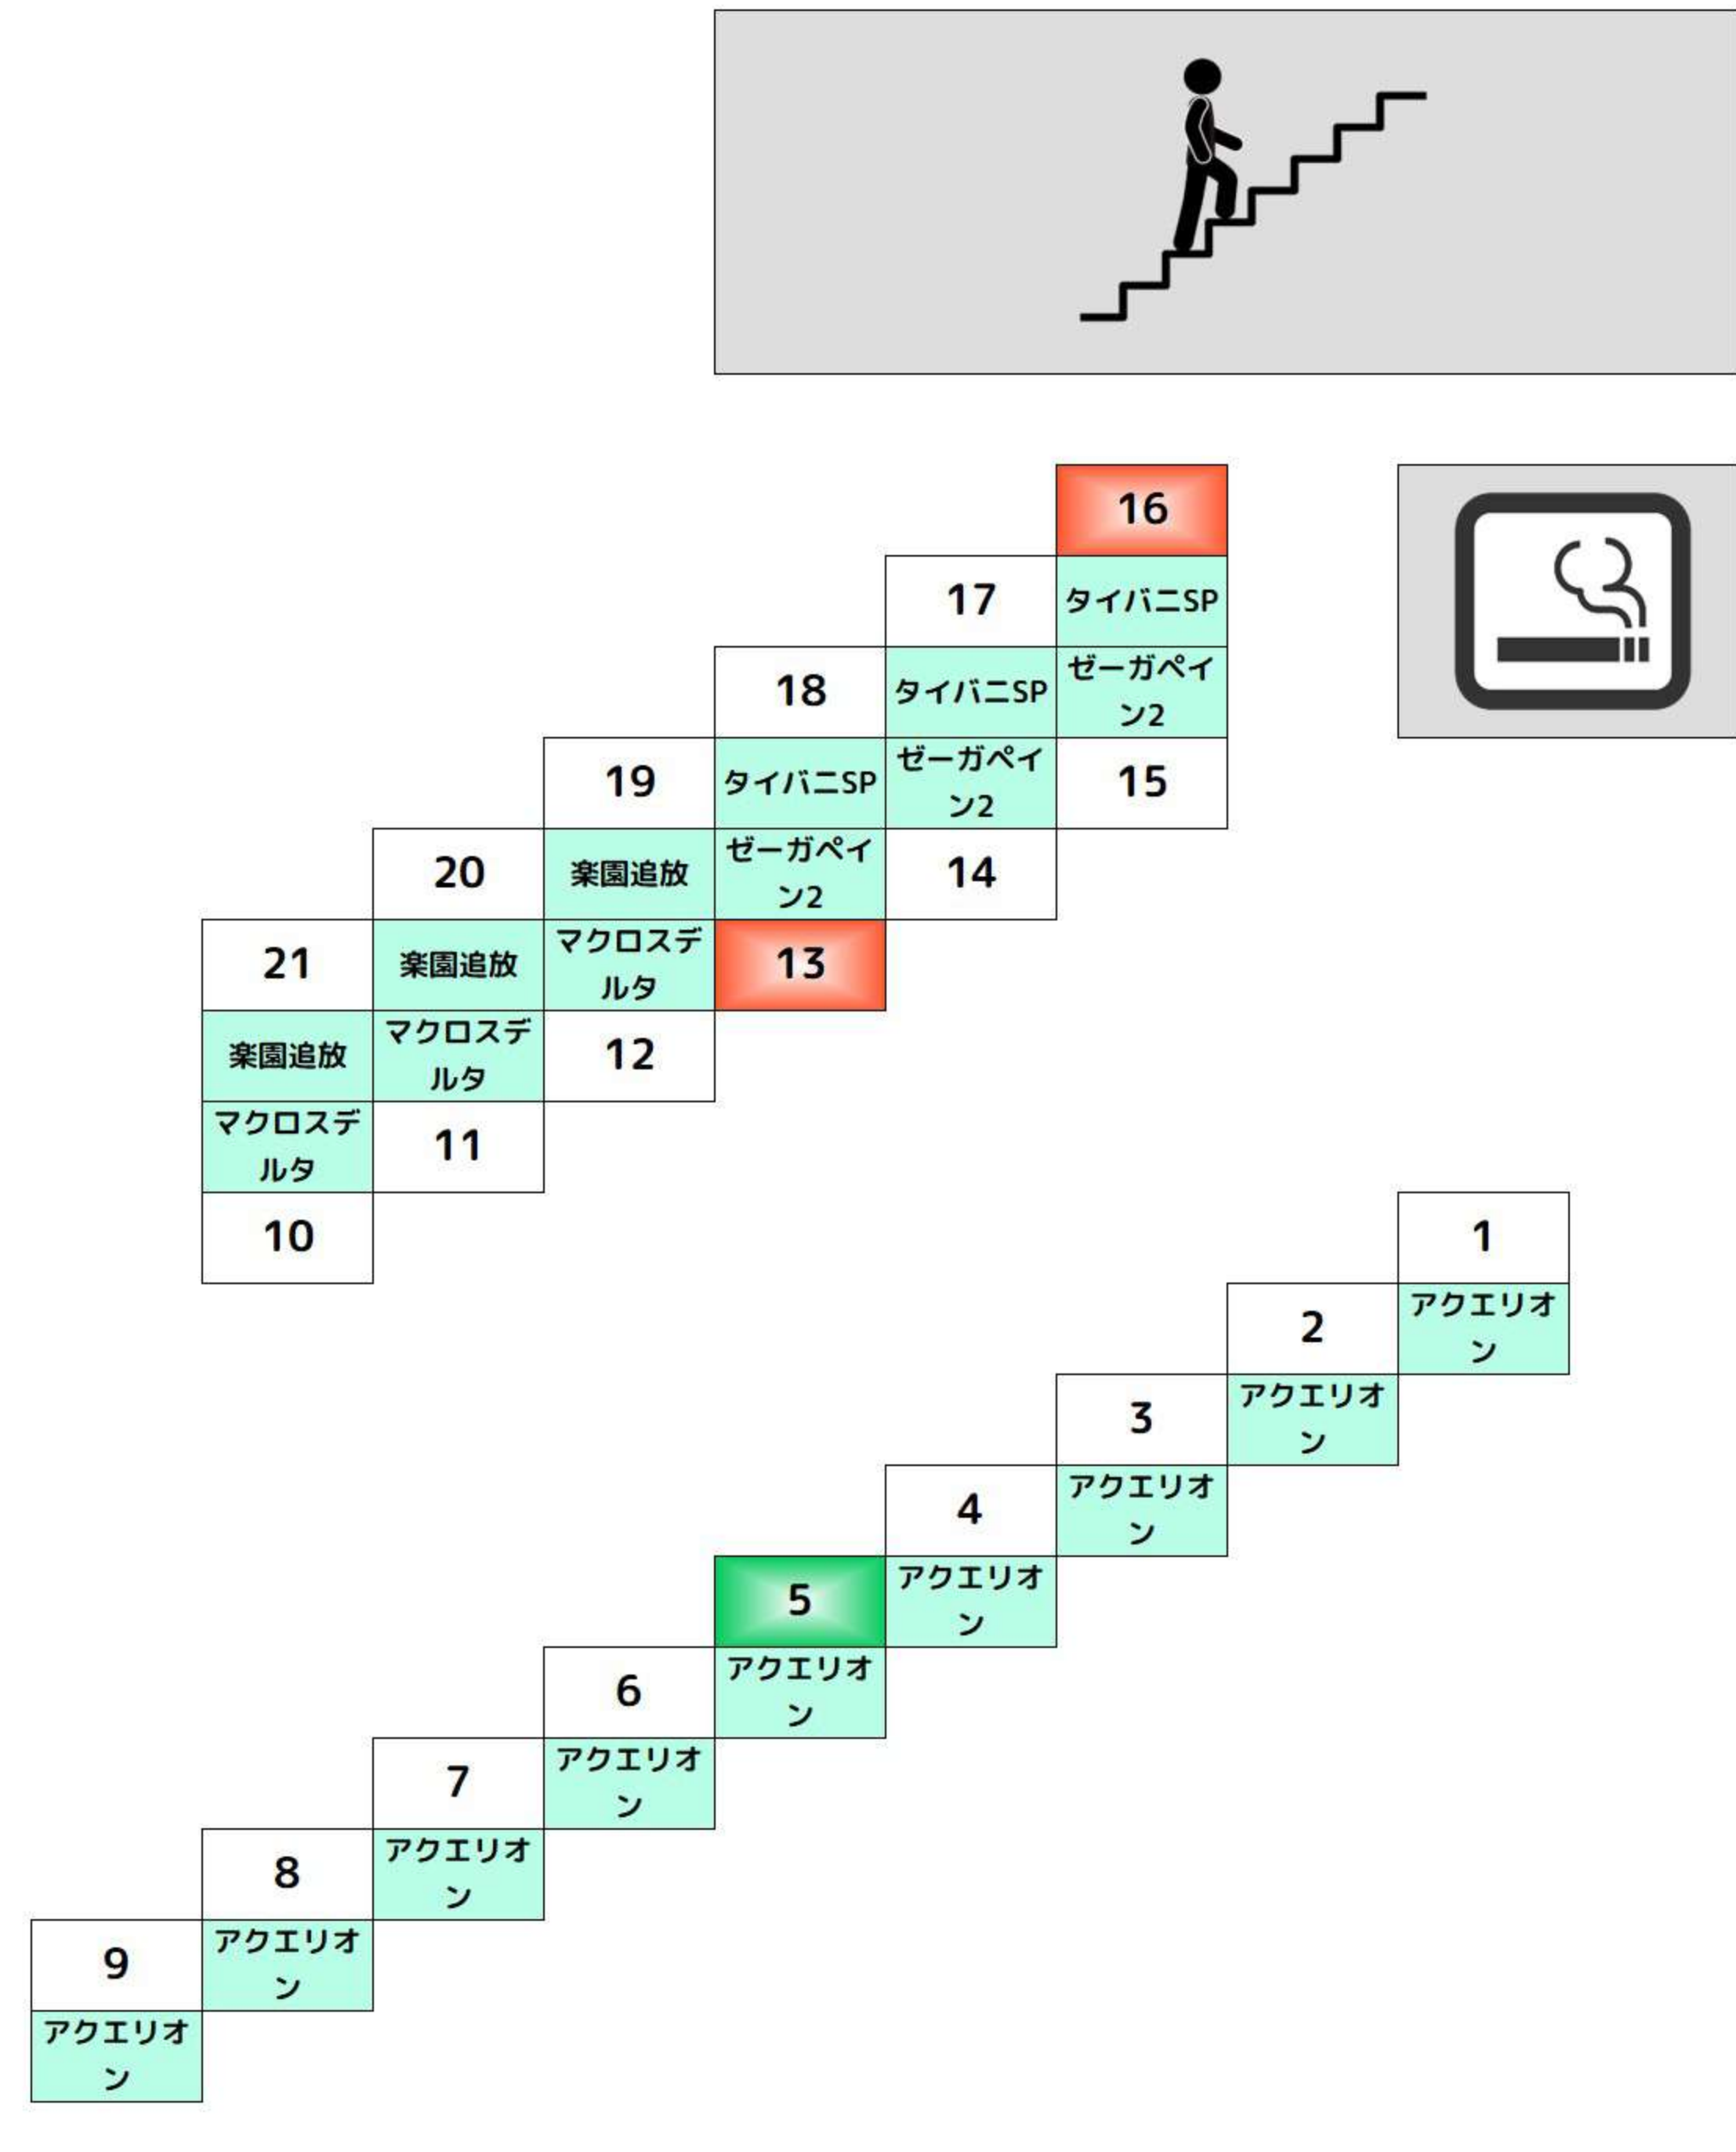 16
17
タイバニSP
18
タイバニSP
ゼーガペイ
ン2
19
タイバニSP
ゼーガペイ
ン2
15
20
楽園追放
ゼーガペイ
ン2
14
21
楽園追放
マクロスデ
ルタ
13
楽園追放
マクロスデ
ルタ
12
マクロスデ
ルタ
11
10
1
2
アクエリオ
ン
3
アクエリオ
ン
4
アクエリオ
ン
5
アクエリオ
ン
6
アクエリオ
ン
7
アクエリオ
ン
8
アクエリオ
ン
9
アクエリオ
ン
アクエリオ
ン